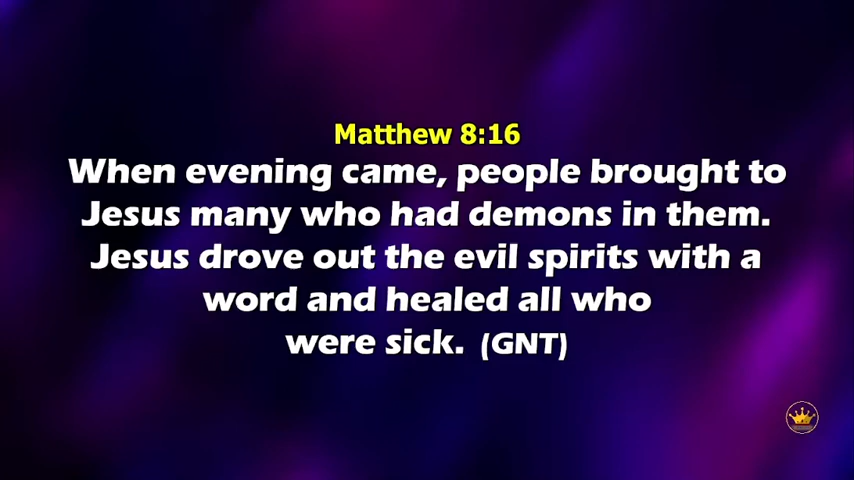 Matthew 8:16
When evening came, people brought to
Jesus many who had demons in them.
Jesus drove out the evil spirits with a
word and healed all who
were sick. (GNT)